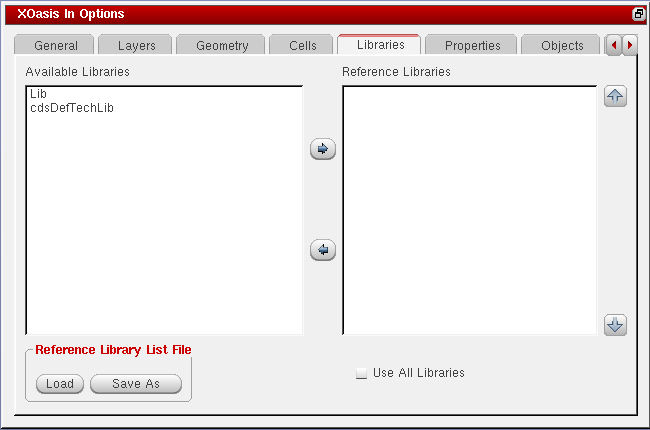 XOasis In Options
General Layers Geometry Cells Libraries Properties Objects
Available Libraries Reference Libraries
Lib
cdsDefTechLib
Reference Library List File
Load Save As
Use All Libraries